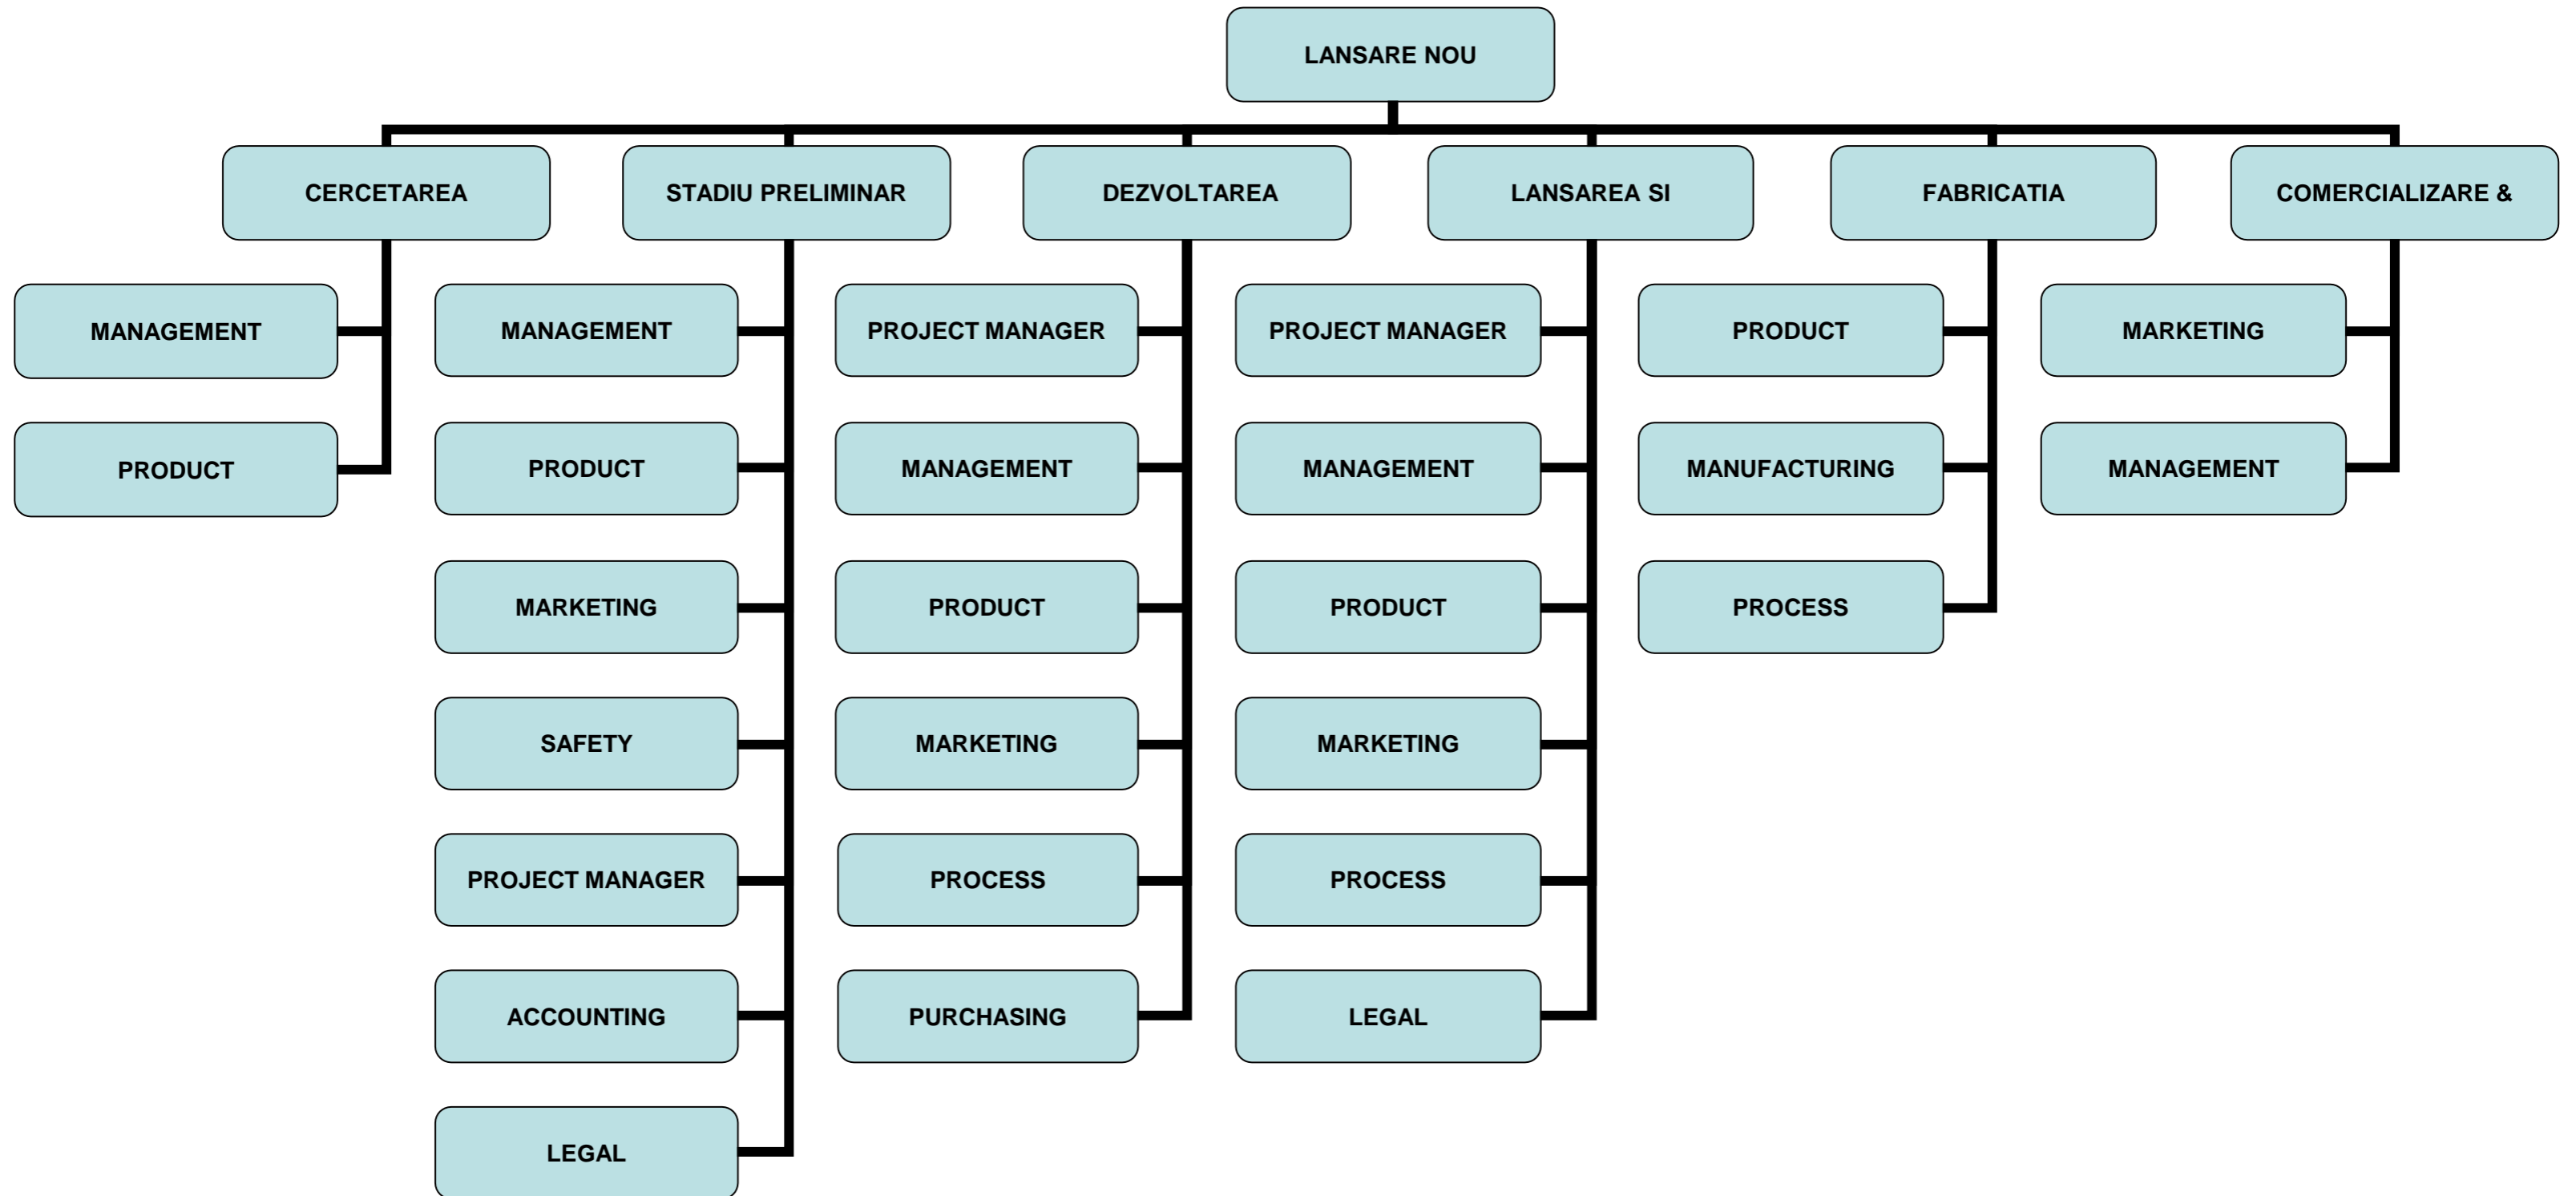 LANSARE NOU
CERCETAREA
STADIU PRELIMINAR
DEZVOLTAREA
LANSAREA SI
FABRICATIA
COMERCIALIZARE &
MANAGEMENT
PRODUCT
MANAGEMENT
PRODUCT
MARKETING
SAFETY
PROJECT MANAGER
ACCOUNTING
LEGAL
PROJECT MANAGER
MANAGEMENT
PRODUCT
MARKETING
PROCESS
PURCHASING
PROJECT MANAGER
MANAGEMENT
PRODUCT
MARKETING
PROCESS
LEGAL
PRODUCT
MANUFACTURING
PROCESS
MARKETING
MANAGEMENT